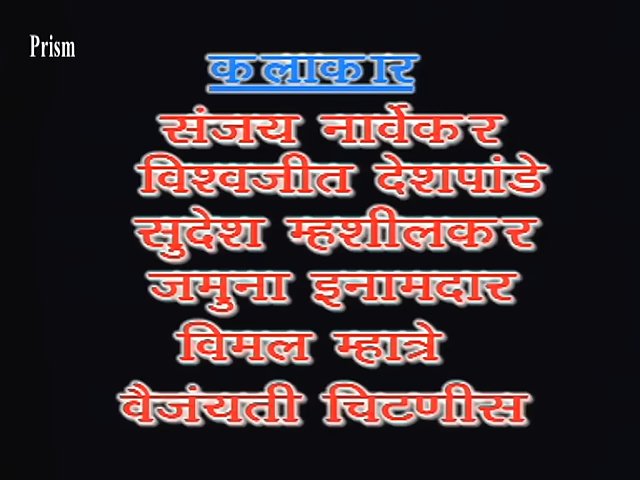 Prism
कलाकार
संजय नार्वेकर
विश्वजीत देशपांडे
सुदेश म्हशीलकर
जमुना इनामदार
विमल म्हात्रे
वैजंयती चिटणीस